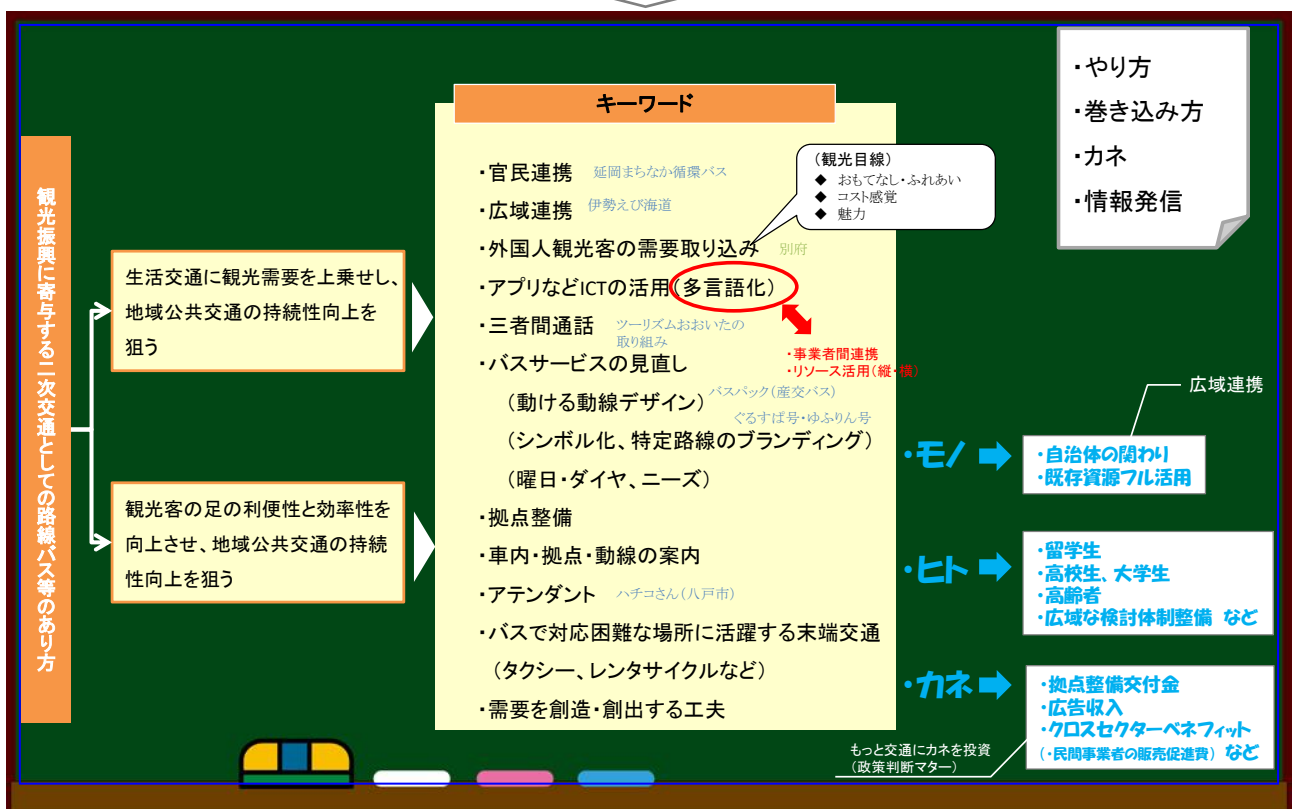 観光振興に寄与する二次交通としての路線バス等のあり方
生活交通に観光需要を上乗せし、
地域公共交通の持続性向上を
狙う
観光客の足の利便性と効率性を
向上させ、地域公共交通の持続
性向上を狙う
キーワード
・官民連携 延岡まちなか循環バス
・広域連携 伊勢えび海道
・外国人観光客の需要取り込み 別府
・アプリなどICTの活用(多言語化)
・三者間通話 ツーリズムおおいたの
取り組み
・バスサービスの見直し
(動ける動線デザイン) バスパック(産交バス)
ぐるすぱ号・ゆふりん号
(シンボル化、特定路線のブランディング)
(曜日・ダイヤ、ニーズ)
・拠点整備
・車内・拠点・動線の案内
・アテンダント ハチコさん(八戸市)
・バスで対応困難な場所に活躍する末端交通
(タクシー、レンタサイクルなど)
・需要を創造・創出する工夫
(観光目線)
◆ おもてなし・ふれあい
◆ コスト感覚
◆ 魅力
・事業者間連携
・リソース活用(縦・横)
・やり方
・巻き込み方
・カネ
・情報発信
広域連携
・モノ
・自治体の関わり
・既存資源フル活用
・ヒト
・留学生
・高校生、大学生
・高齢者
・広域な検討体制整備 など
・カネ
・拠点整備交付金
・広告収入
・クロスセクターベネフィット
(・民間事業者の販売促進費) など
もっと交通にカネを投資
(政策判断マター)